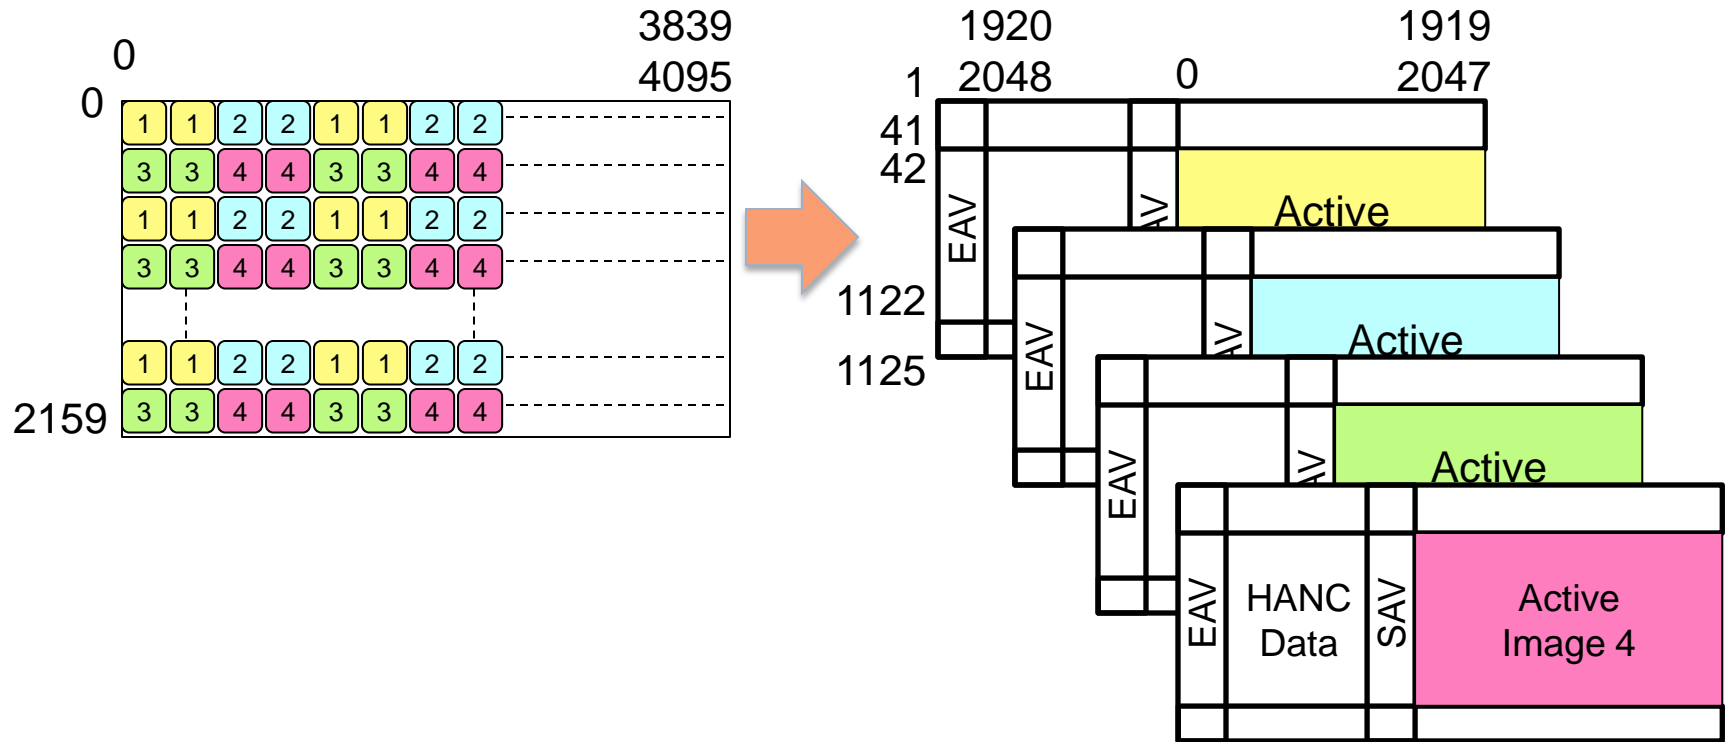 0
3839
4095
0
1 1 2 2 1 1 2 2
3 3 4 4 3 3 4 4
1 1 2 2 1 1 2 2
3 3 4 4 3 3 4 4
1 1 2 2 1 1 2 2
3 3 4 4 3 3 4 4
2159
1920
2048
0
1919
2047
1
41
42
1122
1125
EAV
AV
Active
EAV
AV
Active
EAV
AV
Active
EAV
HANC
Data
SAV
Active
Image 4